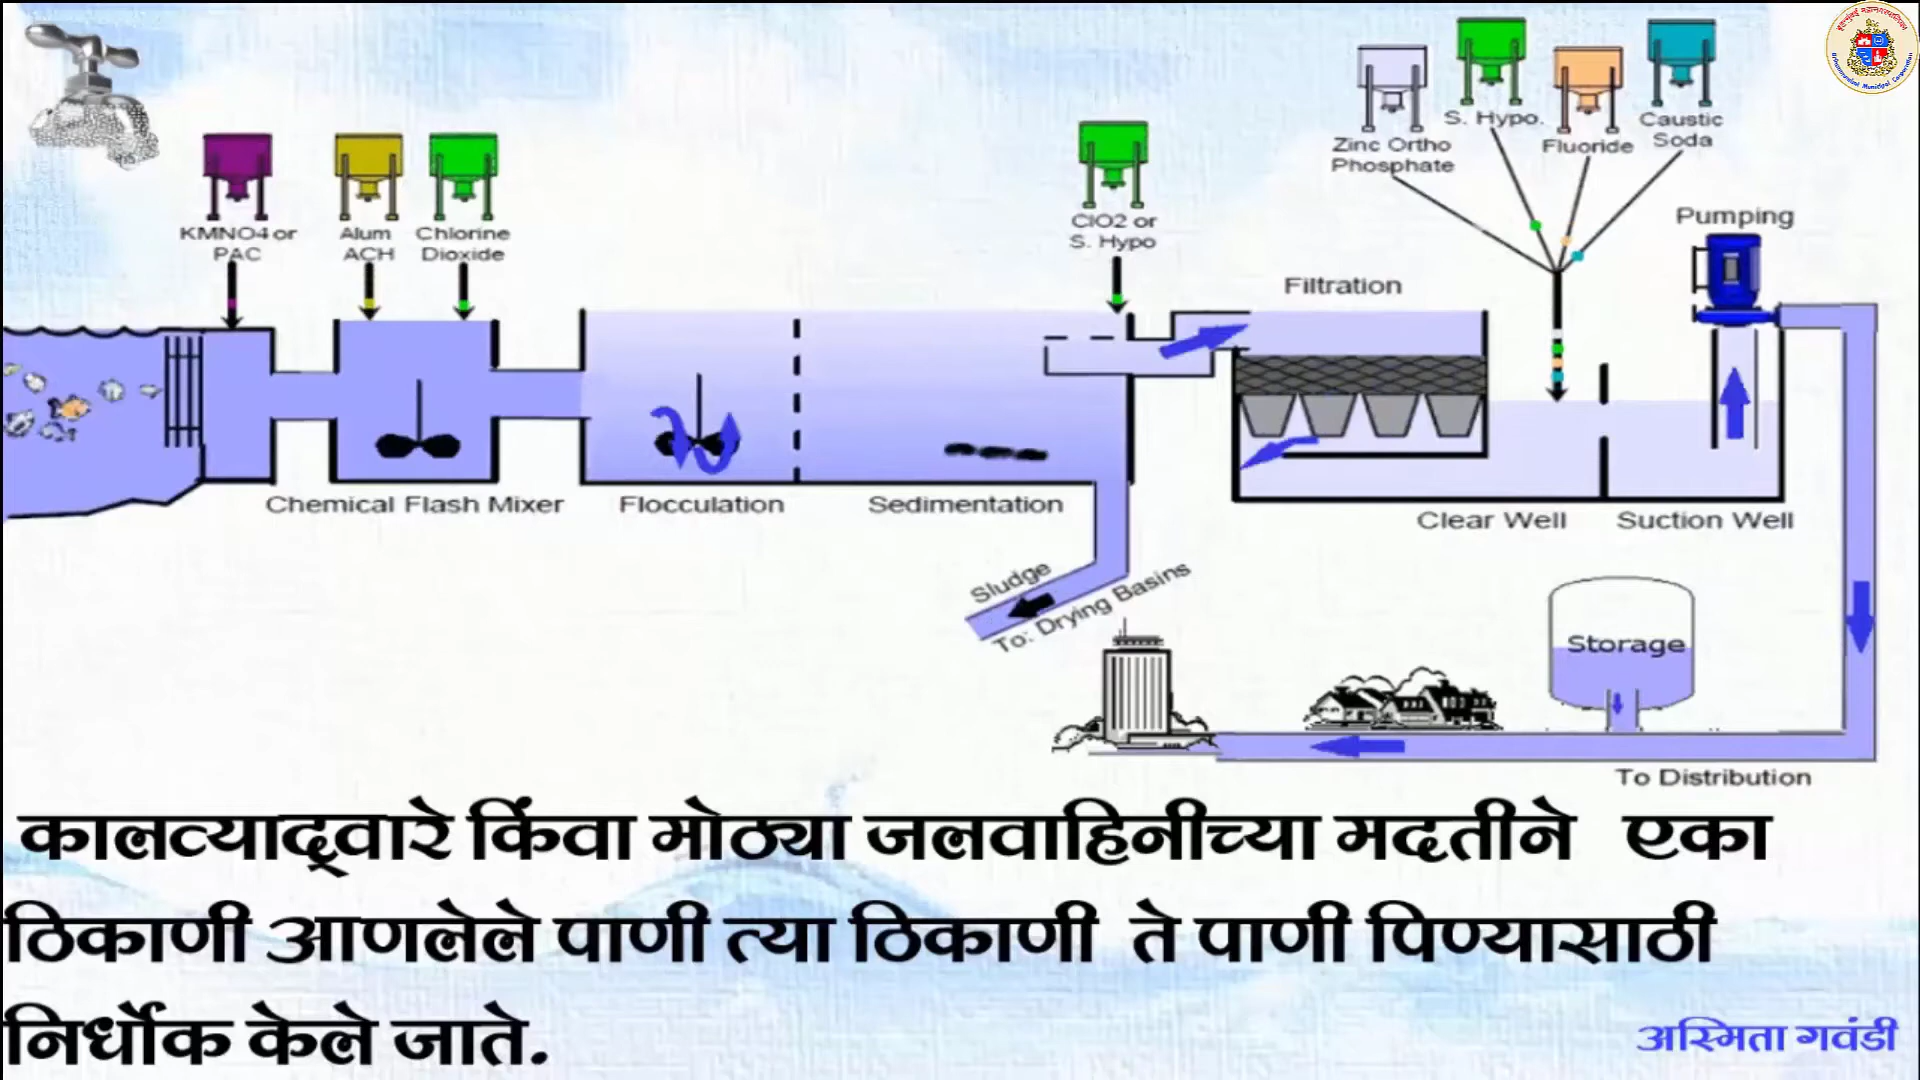 Zinc Ortho
Phosphate
S. Hypo.
Fluoride
Caustic
Soda
KMNO4 or
PAC
Alum
ACH
Chlorine
Dioxide
ClO2 or
S. Hypo
Pumping
Filtration
Chemical Flash Mixer
Flocculation
Sedimentation
Clear Well
Suction Well
Sludge
To: Drying Basins
Storage
To Distribution
कालव्याद्वारे किंवा मोठ्या जलवाहिनीच्या मदतीने एका
ठिकाणी आणलेले पाणी त्या ठिकाणी ते पाणी पिण्यासाठी
निर्धोक केले जाते.
अस्मिता गवंडी